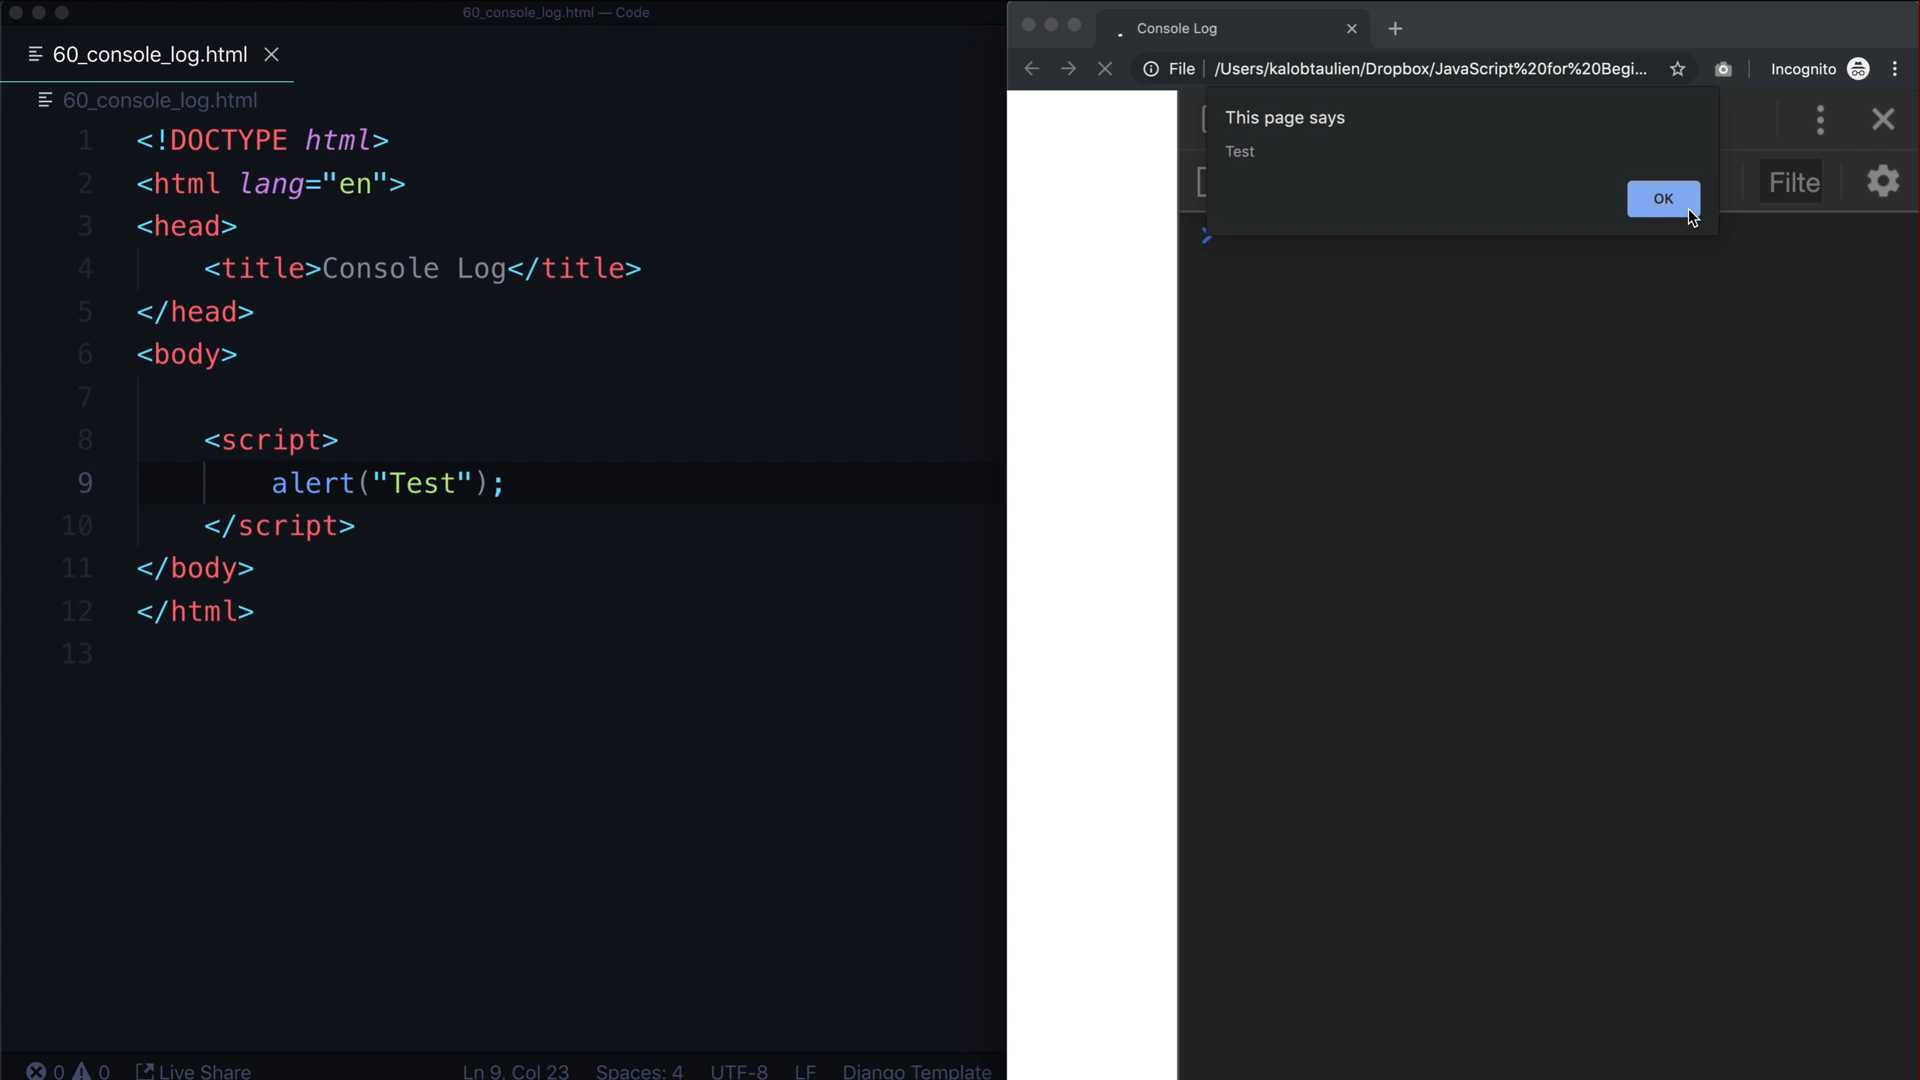 60_console_log.html — Code
60_console_log.html
60_console_log.html
1 <!DOCTYPE html>
2 <html lang="en">
3 <head>
4 <title>Console Log</title>
5 </head>
6 <body>
7
8 <script>
9 alert("Test");
10 </script>
11 </body>
12 </html>
13
0 0 Live Share Ln 9, Col 23 Spaces: 4 UTF-8 LF Django Template
Console Log
File /Users/kalobtaulien/Dropbox/JavaScript%20for%20Begi... Incognito
This page says
Test
OK
Filte